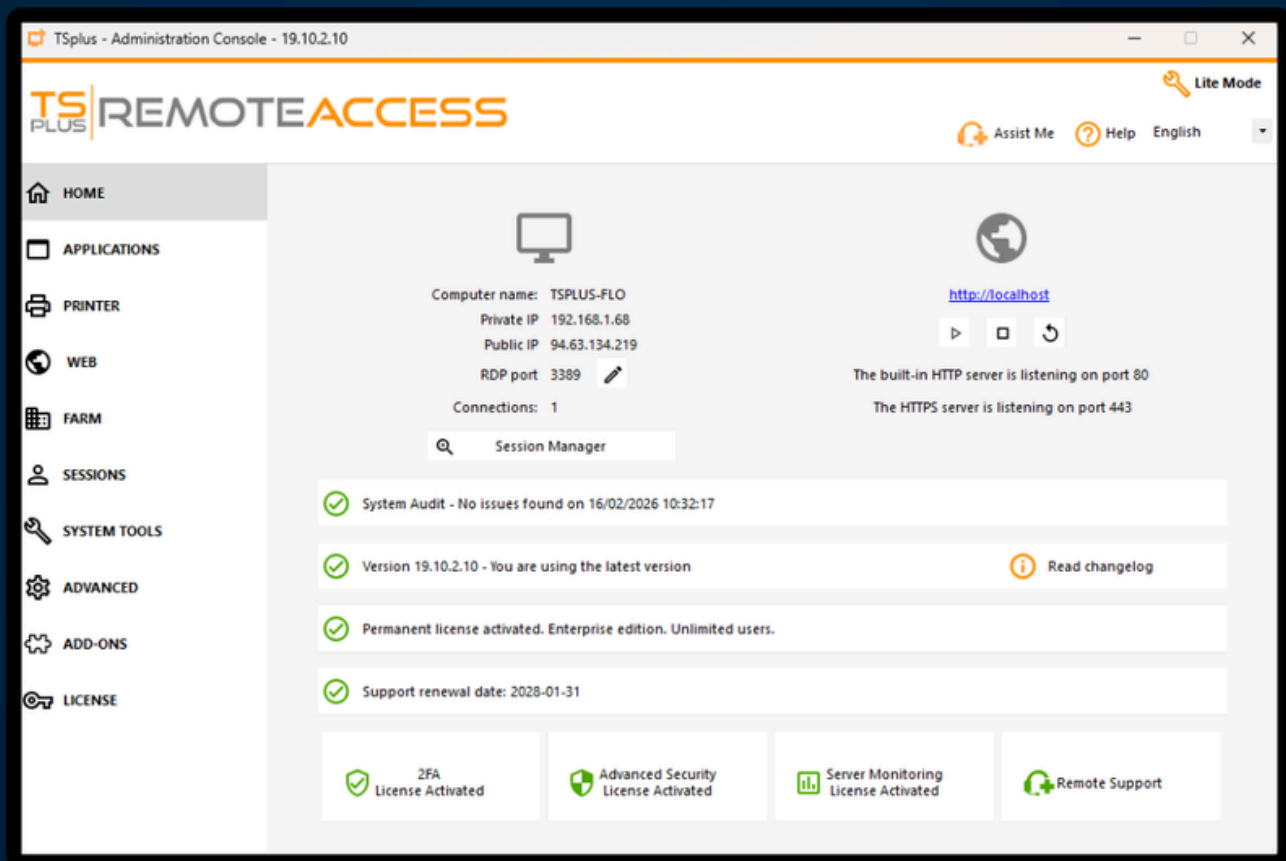 TSplus - Administration Console - 19.10.2.10
Lite Mode
TS PLUS REMOTEACCESS
Assist Me
Help
English
HOME
APPLICATIONS
PRINTER
WEB
FARM
SESSIONS
SYSTEM TOOLS
ADVANCED
ADD-ONS
LICENSE
Computer name: TSPLUS-FLO
Private IP 192.168.1.68
Public IP 94.63.134.219
RDP port 3389
Connections: 1
Session Manager
http://localhost
The built-in HTTP server is listening on port 80
The HTTPS server is listening on port 443
System Audit - No issues found on 16/02/2026 10:32:17
Version 19.10.2.10 - You are using the latest version
Read changelog
Permanent license activated. Enterprise edition. Unlimited users.
Support renewal date: 2028-01-31
2FA
License Activated
Advanced Security
License Activated
Server Monitoring
License Activated
Remote Support